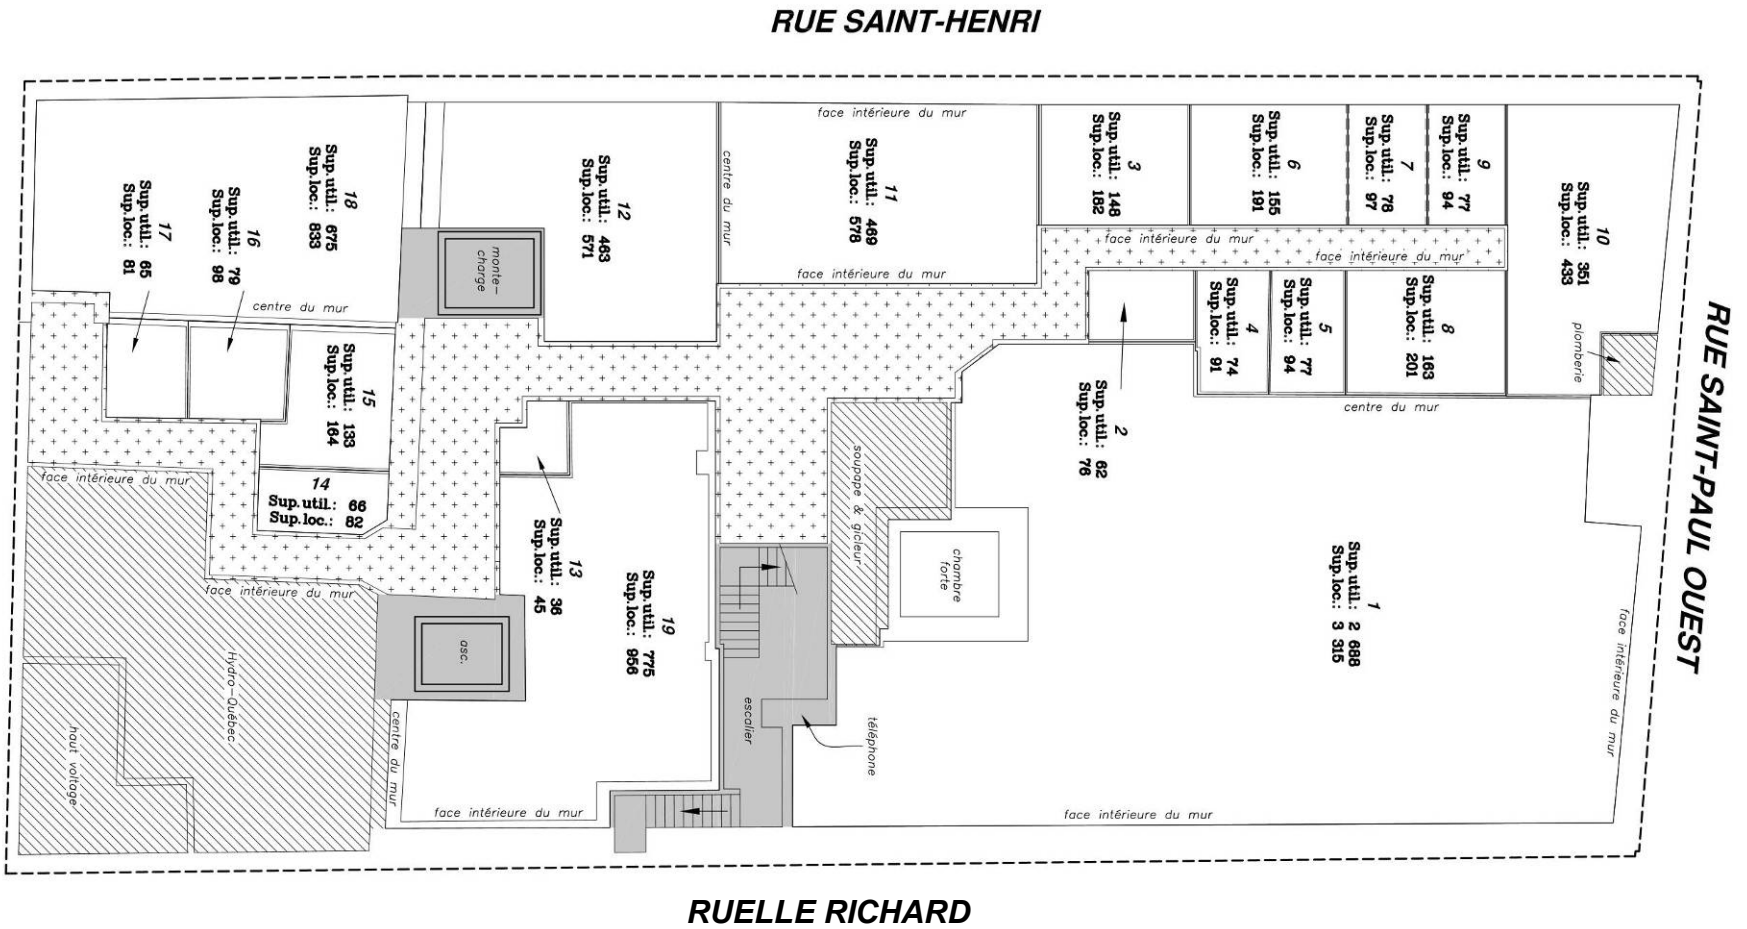 RUE SAINT-HENRI
RUE SAINT-PAUL OUEST
RUELLE RICHARD
18
Sup.util.: 675
Sup.loc.: 833
16
Sup.util.: 79
Sup.loc.: 98
17
Sup.util.: 65
Sup.loc.: 81
centre du mur
15
Sup.util.: 133
Sup.loc.: 164
14
Sup.util.: 66
Sup.loc.: 82
face intérieure du mur
face intérieure du mur
Hydro-Québec
haut voltage
monte-
charge
12
Sup.util.: 463
Sup.loc.: 571
centre du mur
face intérieure du mur
11
Sup.util.: 469
Sup.loc.: 578
face intérieure du mur
3
Sup.util.: 148
Sup.loc.: 182
6
Sup.util.: 155
Sup.loc.: 191
7
Sup.util.: 78
Sup.loc.: 97
9
Sup.util.: 77
Sup.loc.: 94
10
Sup.util.: 351
Sup.loc.: 433
face intérieure du mur
face intérieure du mur
4
Sup.util.: 74
Sup.loc.: 91
5
Sup.util.: 77
Sup.loc.: 94
8
Sup.util.: 163
Sup.loc.: 201
plomberie
centre du mur
2
Sup.util.: 62
Sup.loc.: 76
13
Sup.util.: 36
Sup.loc.: 45
19
Sup.util.: 775
Sup.loc.: 956
asc.
centre du mur
face intérieure du mur
escalier
téléphone
soupape & gicleur
chambre
forte
1
Sup.util.: 2 688
Sup.loc.: 3 315
face intérieure du mur
face intérieure du mur